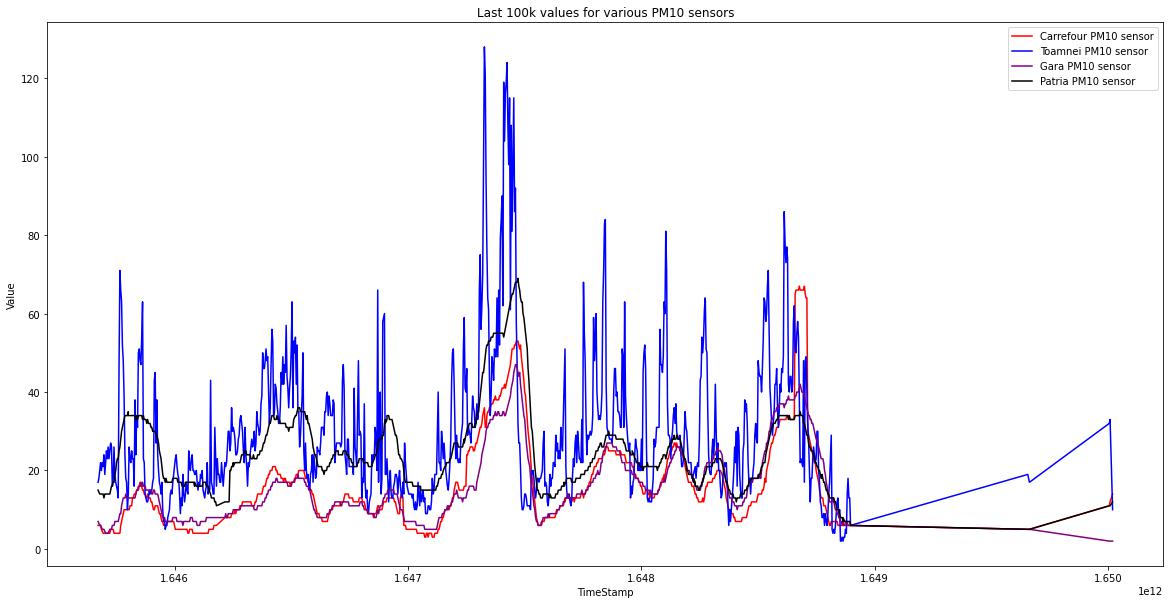 Last 100k values for various PM10 sensors
Carrefour PM10 sensor
Toamnei PM10 sensor
Gara PM10 sensor
Patria PM10 sensor
Value
120
100
80
60
40
20
0
1.646 1.647 1.648 1.649 1.650
TimeStamp
1e12